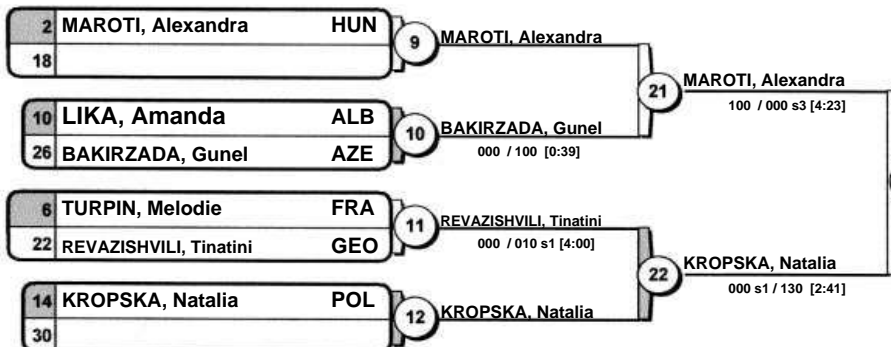 2 MAROTI, Alexandra HUN
18
9
MAROTI, Alexandra
10 LIKA, Amanda ALB
26 BAKIRZADA, Gunel AZE
10
BAKIRZADA, Gunel
000 / 100 [0:39]
21
MAROTI, Alexandra
100 / 000 s3 [4:23]
6 TURPIN, Melodie FRA
22 REVAZISHVILI, Tinatini GEO
11
REVAZISHVILI, Tinatini
000 / 010 s1 [4:00]
14 KROPSKA, Natalia POL
30
12
KROPSKA, Natalia
22
KROPSKA, Natalia
000 s1 / 130 [2:41]